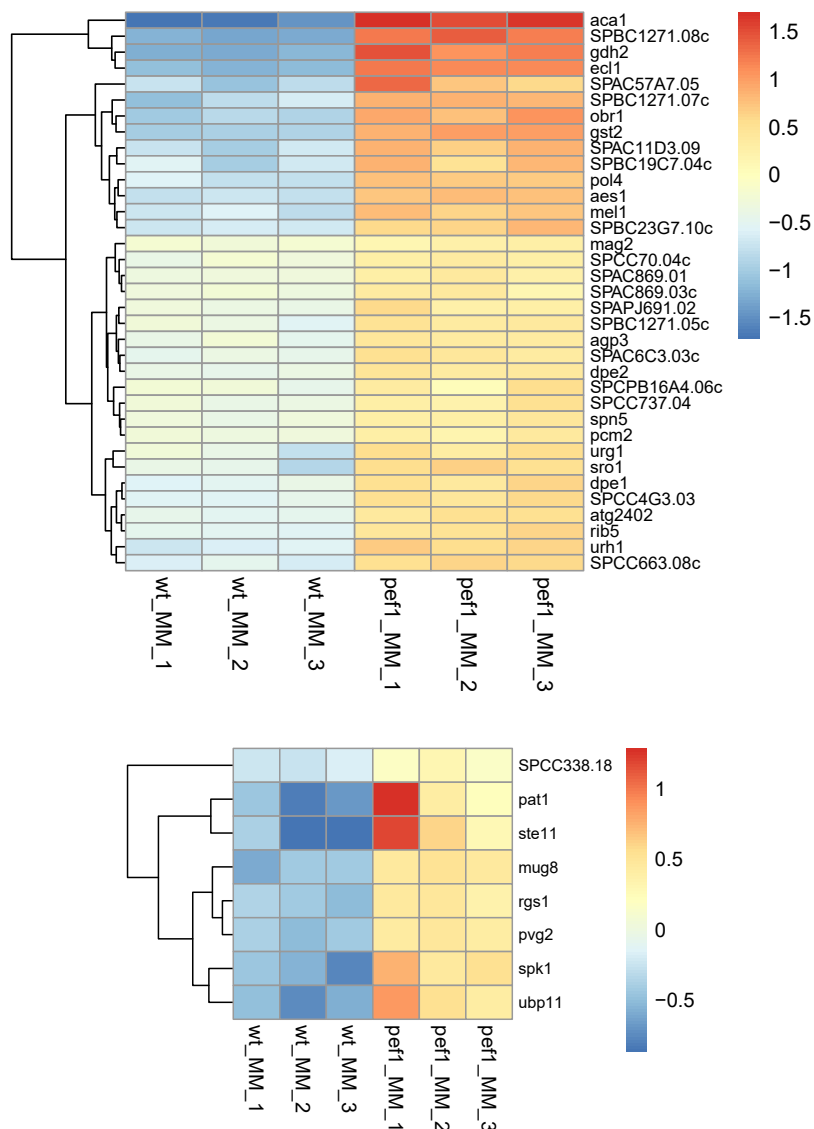 aca1
SPBC1271.08c
gdh2
ecl1
SPAC57A7.05
SPBC1271.07c
obr1
gst2
SPAC11D3.09
SPBC19C7.04c
pol4
aes1
mel1
SPBC23G7.10c
mag2
SPCC70.04c
SPAC869.01
SPAC869.03c
SPAPJ691.02
SPBC1271.05c
agp3
SPAC6C3.03c
dpe2
SPCPB16A4.06c
SPCC737.04
spn5
pcm2
urg1
sro1
dpe1
SPCC4G3.03
atg2402
rib5
urh1
SPCC663.08c
1.5
1
0.5
0
−0.5
−1
−1.5
wt_MM_1
wt_MM_2
wt_MM_3
pef1_MM_1
pef1_MM_2
pef1_MM_3
SPCC338.18
pat1
ste11
mug8
rgs1
pvg2
spk1
ubp11
1
0.5
0
−0.5
wt_MM_1
wt_MM_2
wt_MM_3
pef1_MM_1
pef1_MM_2
pef1_MM_3